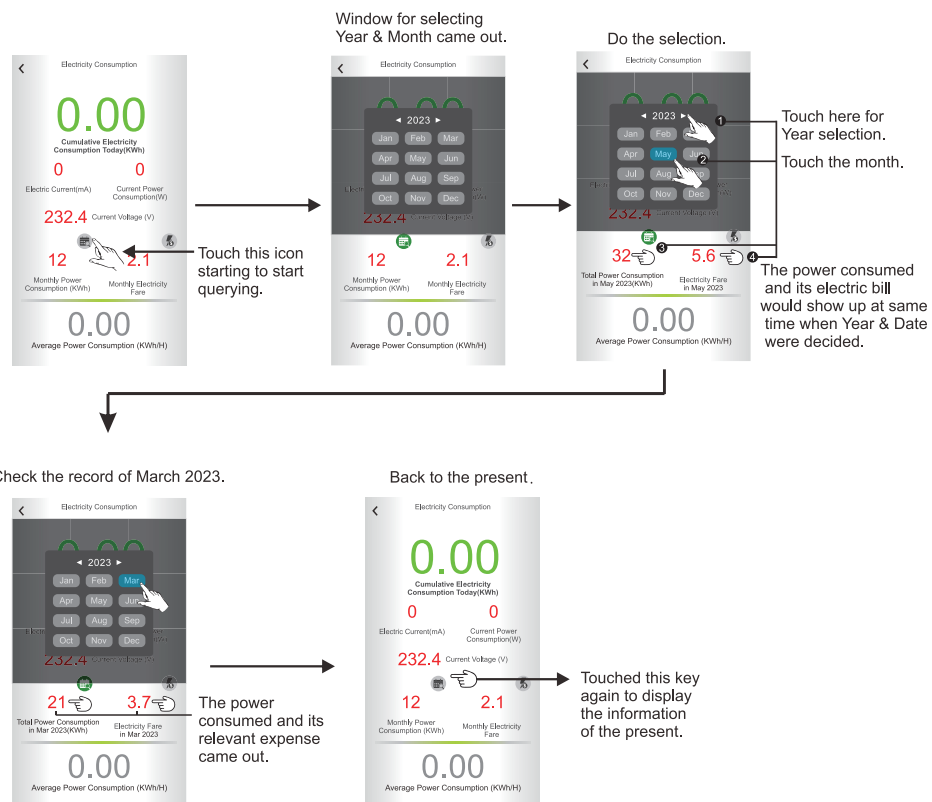 Window for selecting
Year & Month came out.
Do the selection.
Electricity Consumption
0.00
Cumulative Electricity
Consumption Today(KWh)
0 0
Electric Current(mA) Current Power
Consumption(W)
232.4 Current Voltage (V)
12 2.1
Monthly Power
Consumption (KWh) Monthly Electricity
Fare
0.00
Average Power Consumption (KWh/H)
Touch this icon
starting to start
querying.
Electricity Consumption
◄ 2023 ►
Jan Feb Mar
Apr May Jun
Jul Aug Sep
Oct Nov Dec
232.4 Current Voltage (V)
12 2.1
Monthly Power
Consumption (KWh) Monthly Electricity
Fare
0.00
Average Power Consumption (KWh/H)
Electricity Consumption
◄ 2023 ►
Jan Feb
Apr May Jun
Jul Aug Sep
Oct Nov Dec
232.4 Current Voltage (V)
32 5.6
Total Power Consumption
in May 2023(KWh) Electricity Fare
in May 2023
0.00
Average Power Consumption (KWh/H)
1
2
3
4
Touch here for
Year selection.
Touch the month.
The power consumed
and its electric bill
would show up at same
time when Year & Date
were decided.
Check the record of March 2023.
Electricity Consumption
◄ 2023 ►
Jan Feb Mar
Apr May Jun
Jul Aug Sep
Oct Nov Dec
232.4 Current Voltage (V)
21 3.7
Total Power Consumption
in Mar 2023(KWh) Electricity Fare
in Mar 2023
0.00
Average Power Consumption (KWh/H)
The power
consumed and its
relevant expense
came out.
Back to the present.
Electricity Consumption
0.00
Cumulative Electricity
Consumption Today(KWh)
0 0
Electric Current(mA) Current Power
Consumption(W)
232.4 Current Voltage (V)
12 2.1
Monthly Power
Consumption (KWh) Monthly Electricity
Fare
0.00
Average Power Consumption (KWh/H)
Touched this key
again to display
the information
of the present.